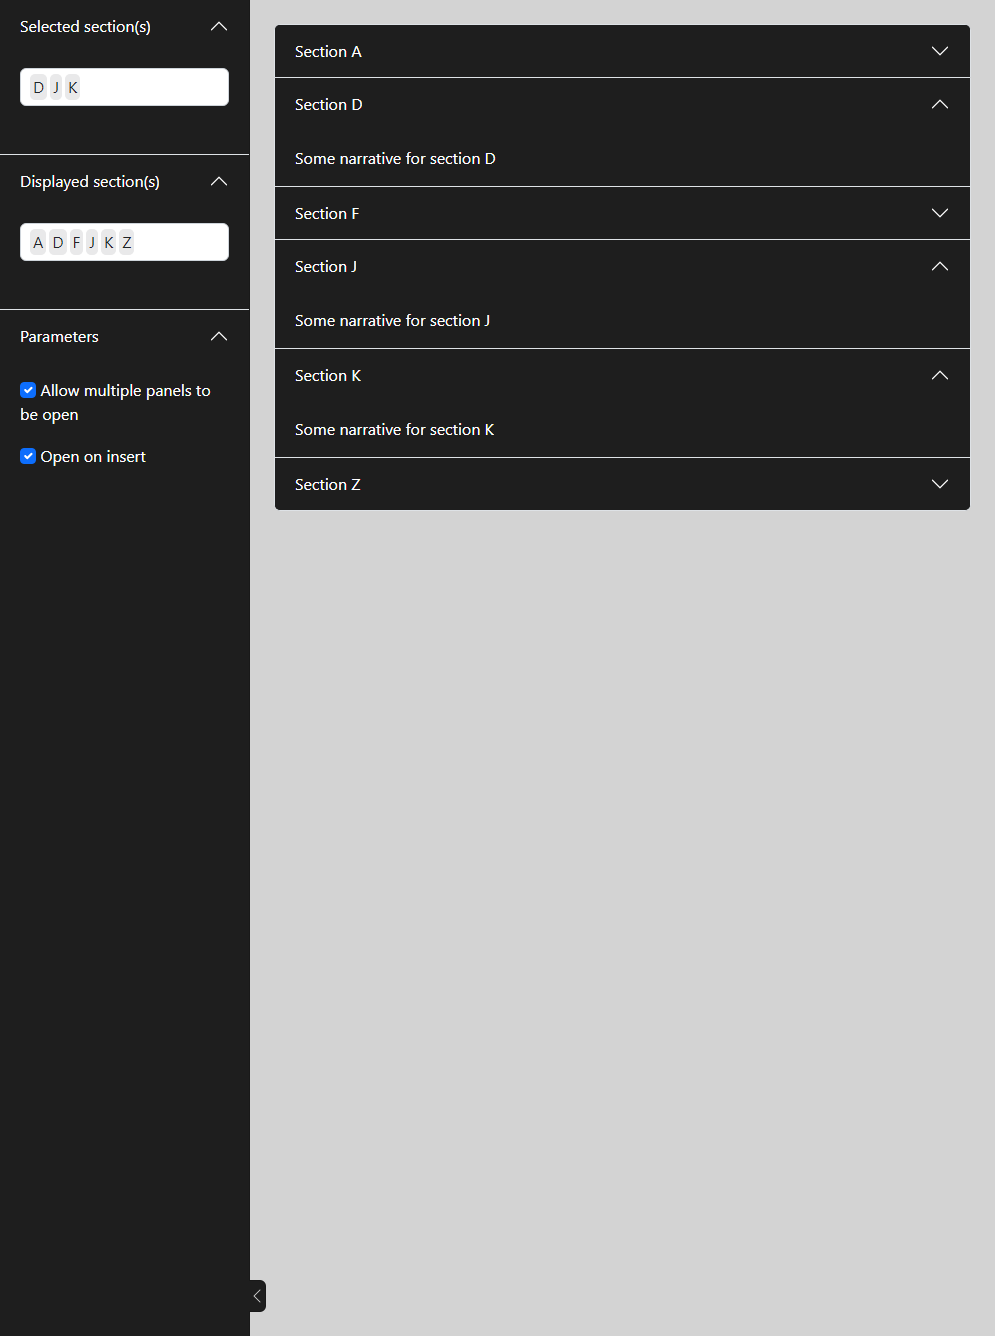 Selected section(s)
D J K
Displayed section(s)
A D F J K Z
Parameters
Allow multiple panels to
be open
Open on insert
Section A
Section D
Some narrative for section D
Section F
Section J
Some narrative for section J
Section K
Some narrative for section K
Section Z